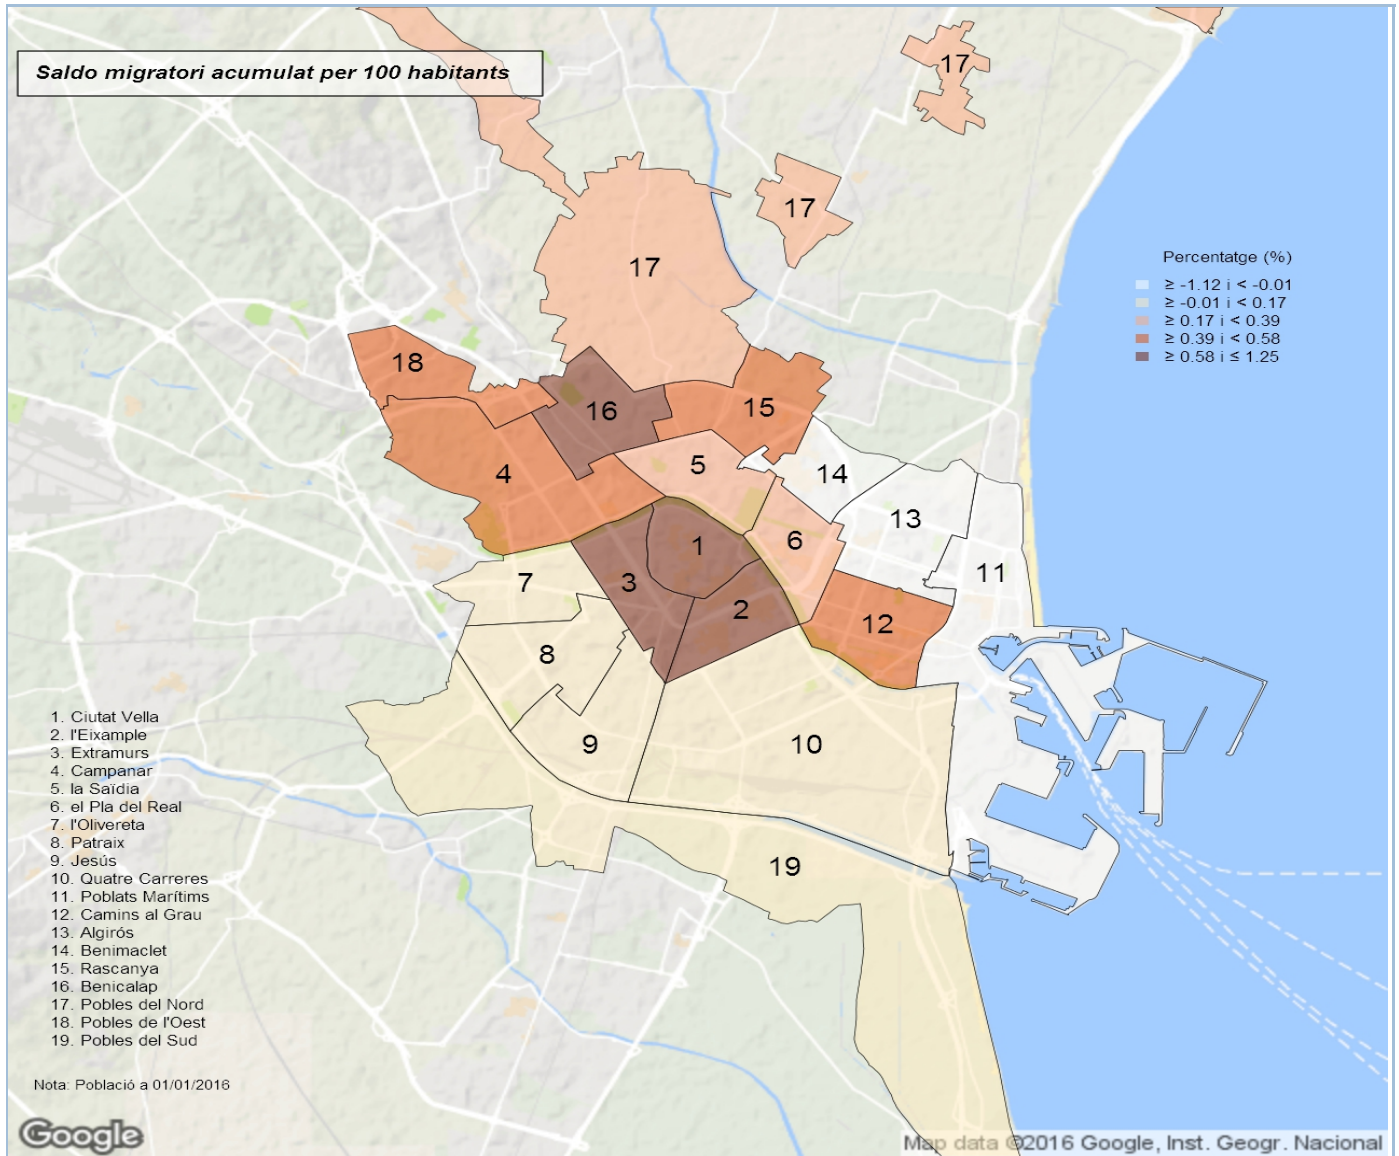 Saldo migratori acumulat per 100 habitants
17
17
17
Percentatge (%)
≥ -1.12 i < -0.01
≥ -0.01 i < 0.17
≥ 0.17 i < 0.39
≥ 0.39 i < 0.58
≥ 0.58 i ≤ 1.25
18
16
15
4
5
14
13
6
1
11
7
3
2
12
8
9
10
19
1. Ciutat Vella
2. l'Eixample
3. Extramurs
4. Campanar
5. la Saïdia
6. el Pla del Real
7. l'Olivereta
8. Patraix
9. Jesús
10. Quatre Carreres
11. Poblats Marítims
12. Camins al Grau
13. Algirós
14. Benimaclet
15. Rascanya
16. Benicalap
17. Pobles del Nord
18. Pobles de l'Oest
19. Pobles del Sud
Nota: Població a 01/01/2016
Google
Map data ©2016 Google, Inst. Geogr. Nacional